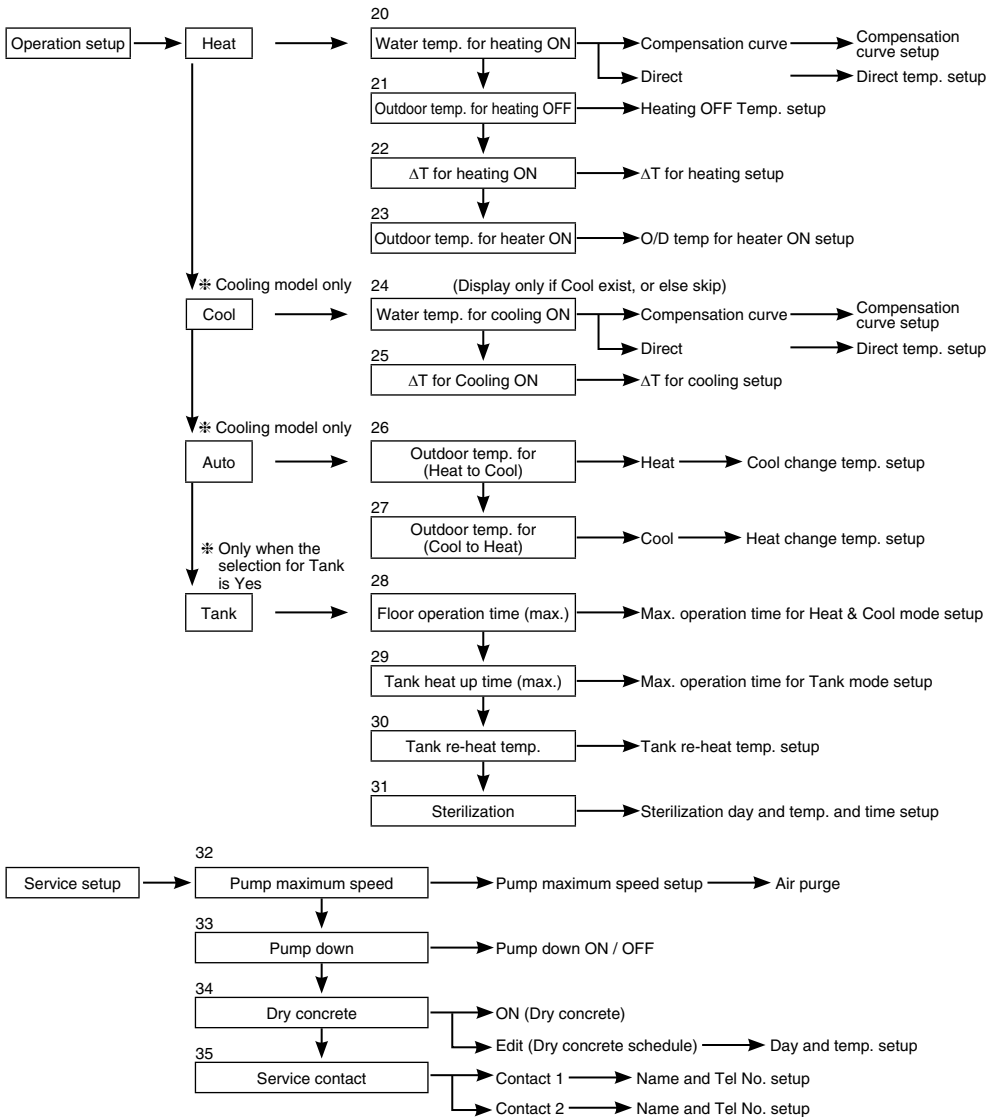 20
Operation setup
Heat
Water temp. for heating ON
Compensation curve
Compensation
curve setup
Direct
Direct temp. setup
21
Outdoor temp. for heating OFF
Heating OFF Temp. setup
22
ΔT for heating ON
ΔT for heating setup
23
Outdoor temp. for heater ON
O/D temp for heater ON setup
⁜ Cooling model only
24
(Display only if Cool exist, or else skip)
Cool
Water temp. for cooling ON
Compensation curve
Compensation
curve setup
Direct
Direct temp. setup
25
ΔT for Cooling ON
ΔT for cooling setup
⁜ Cooling model only
26
Auto
Outdoor temp. for
(Heat to Cool)
Heat
Cool change temp. setup
27
Outdoor temp. for
(Cool to Heat)
Cool
Heat change temp. setup
⁜ Only when the
selection for Tank
is Yes
28
Tank
Floor operation time (max.)
Max. operation time for Heat & Cool mode setup
29
Tank heat up time (max.)
Max. operation time for Tank mode setup
30
Tank re-heat temp.
Tank re-heat temp. setup
31
Sterilization
Sterilization day and temp. and time setup
32
Service setup
Pump maximum speed
Pump maximum speed setup
Air purge
33
Pump down
Pump down ON / OFF
34
Dry concrete
ON (Dry concrete)
Edit (Dry concrete schedule)
Day and temp. setup
35
Service contact
Contact 1
Name and Tel No. setup
Contact 2
Name and Tel No. setup